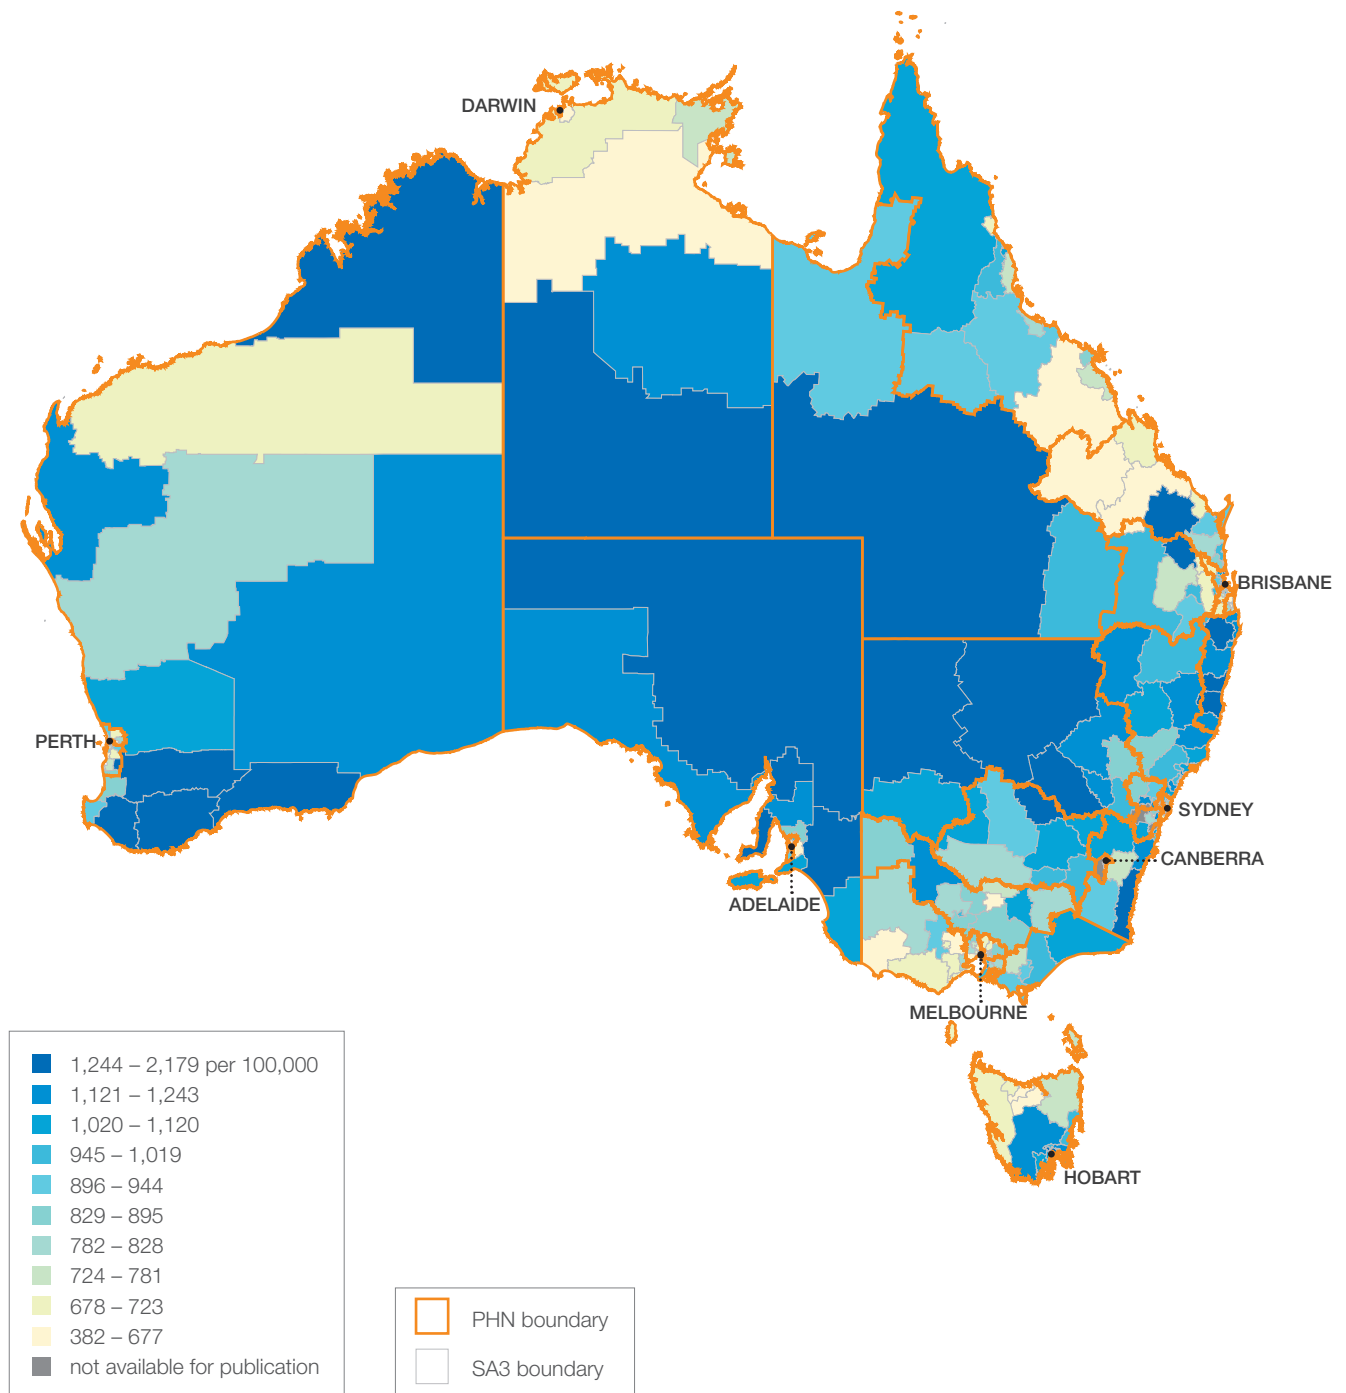 DARWIN
BRISBANE
PERTH
SYDNEY
CANBERRA
ADELAIDE
MELBOURNE
HOBART
1,244 – 2,179 per 100,000
1,121 – 1,243
1,020 – 1,120
945 – 1,019
896 – 944
829 – 895
782 – 828
724 – 781
678 – 723
382 – 677
not available for publication
PHN boundary
SA3 boundary